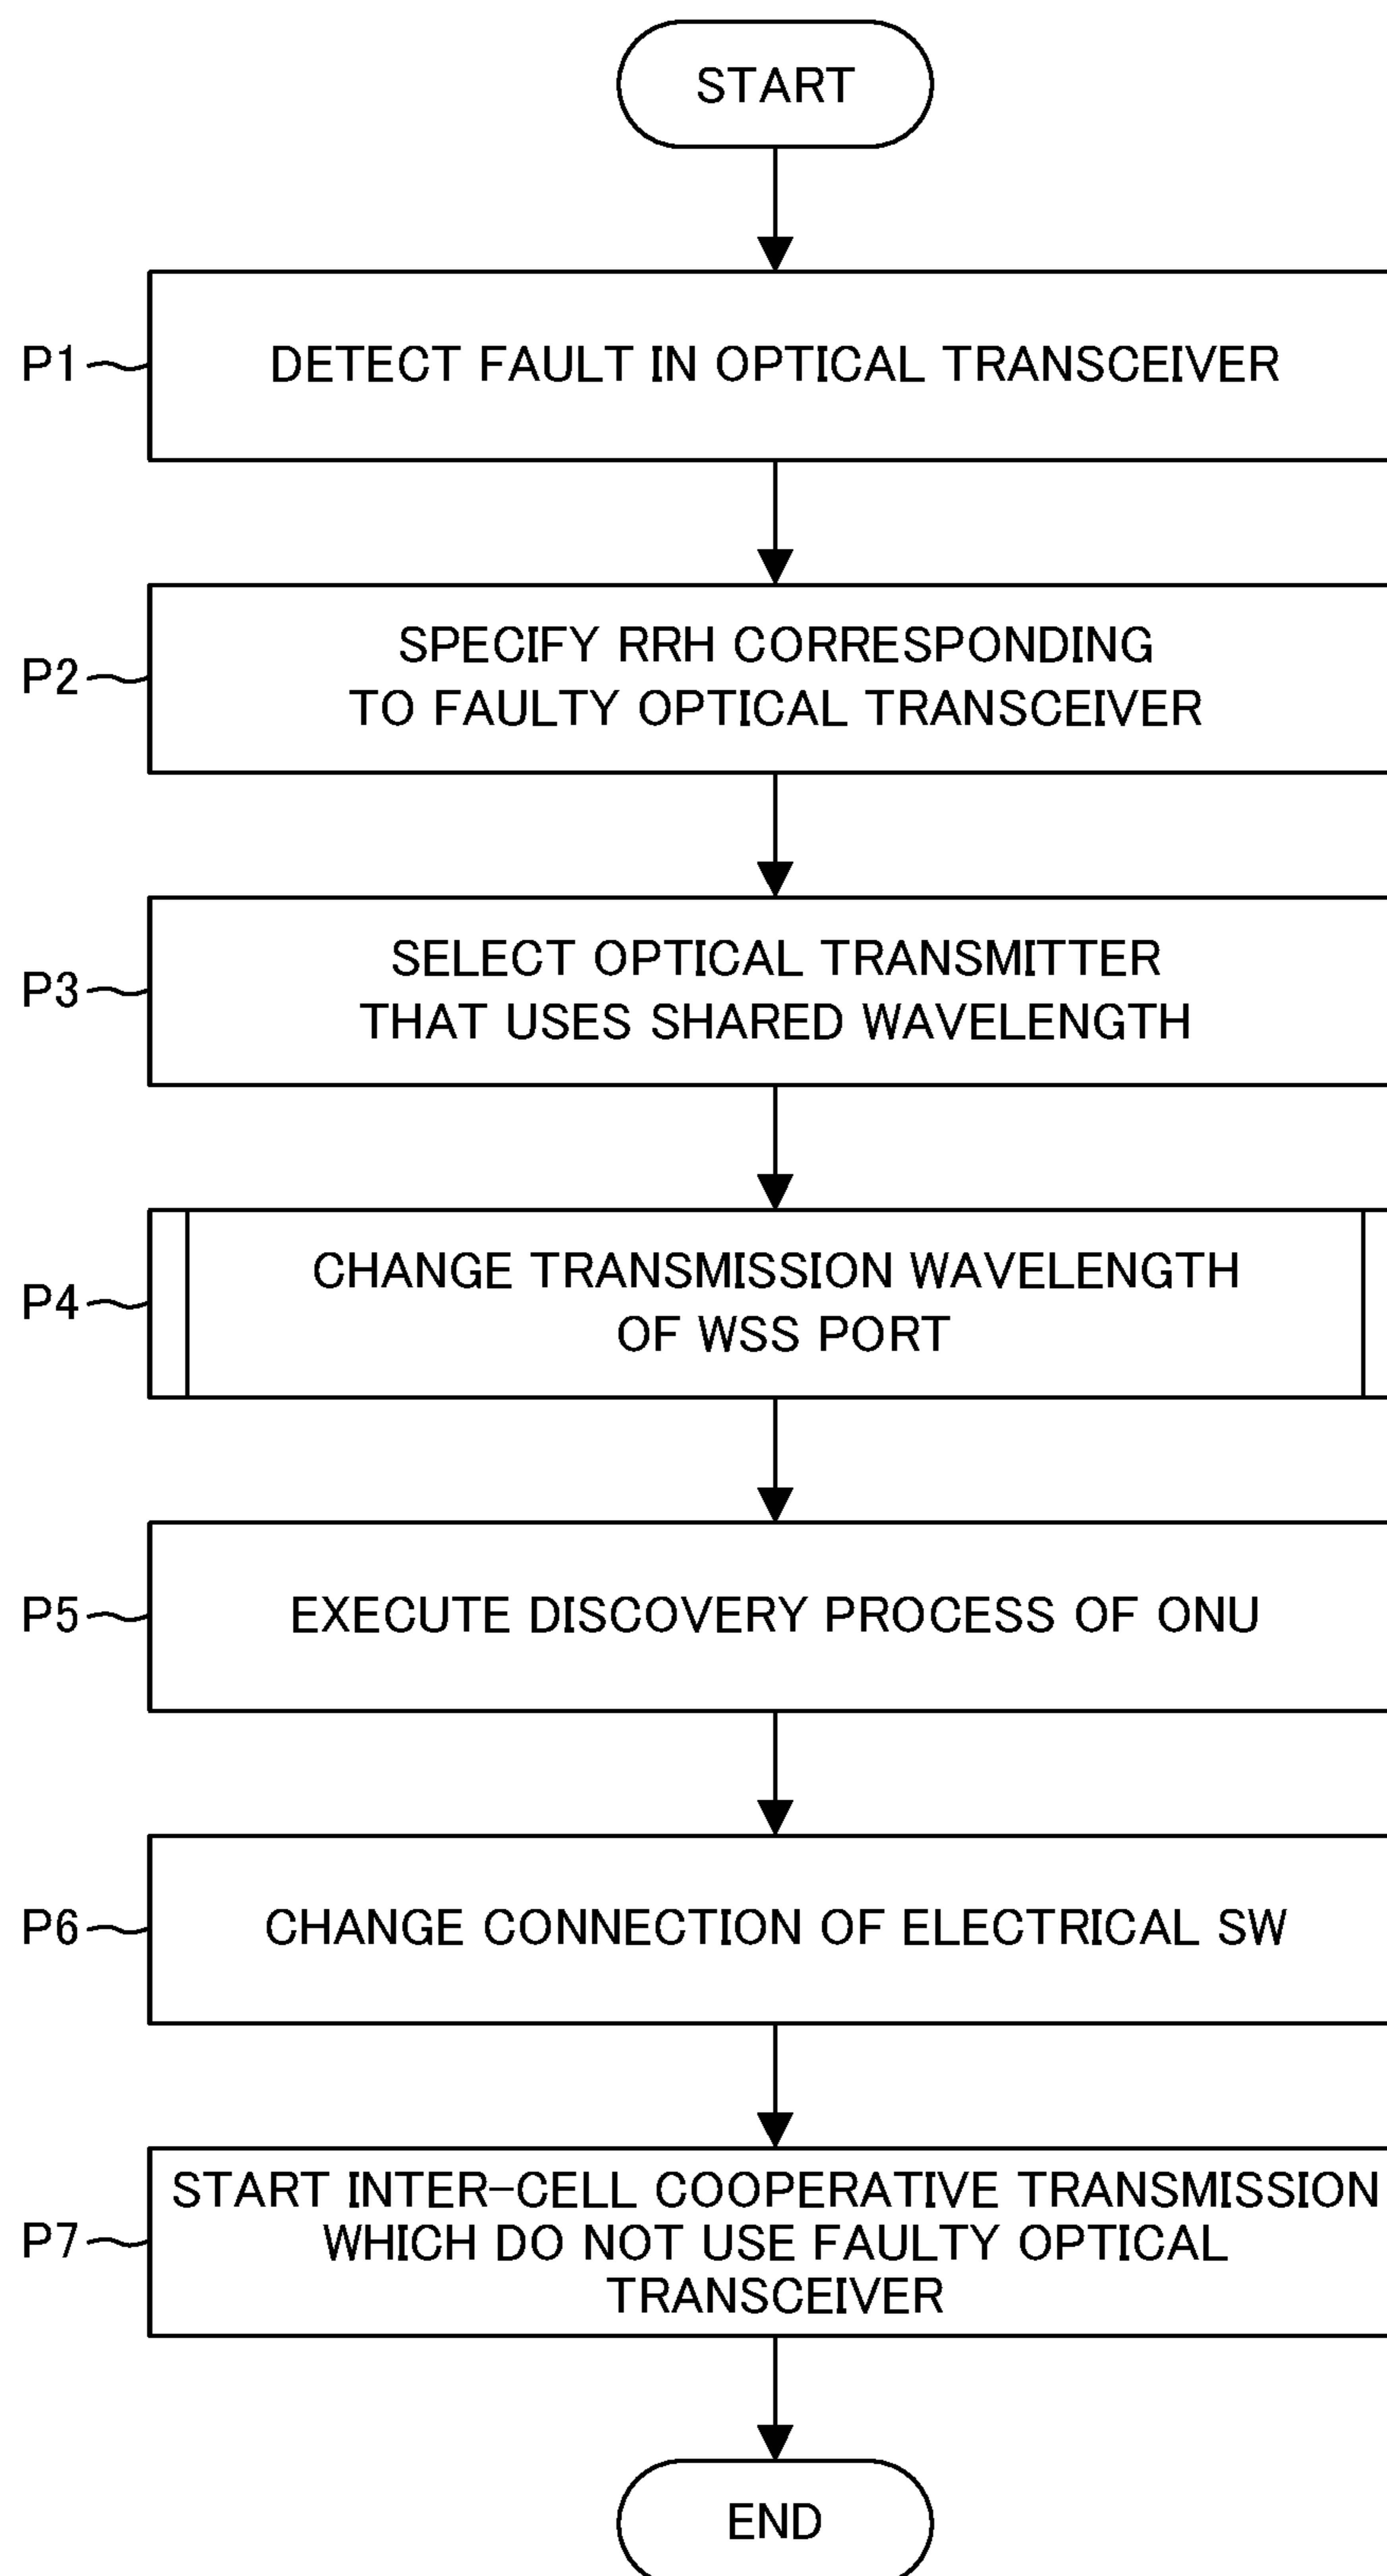 START
P1
DETECT FAULT IN OPTICAL TRANSCEIVER
P2
SPECIFY RRH CORRESPONDING
TO FAULTY OPTICAL TRANSCEIVER
P3
SELECT OPTICAL TRANSMITTER
THAT USES SHARED WAVELENGTH
P4
CHANGE TRANSMISSION WAVELENGTH
OF WSS PORT
P5
EXECUTE DISCOVERY PROCESS OF ONU
P6
CHANGE CONNECTION OF ELECTRICAL SW
P7
START INTER-CELL COOPERATIVE TRANSMISSION
WHICH DO NOT USE FAULTY OPTICAL
TRANSCEIVER
END